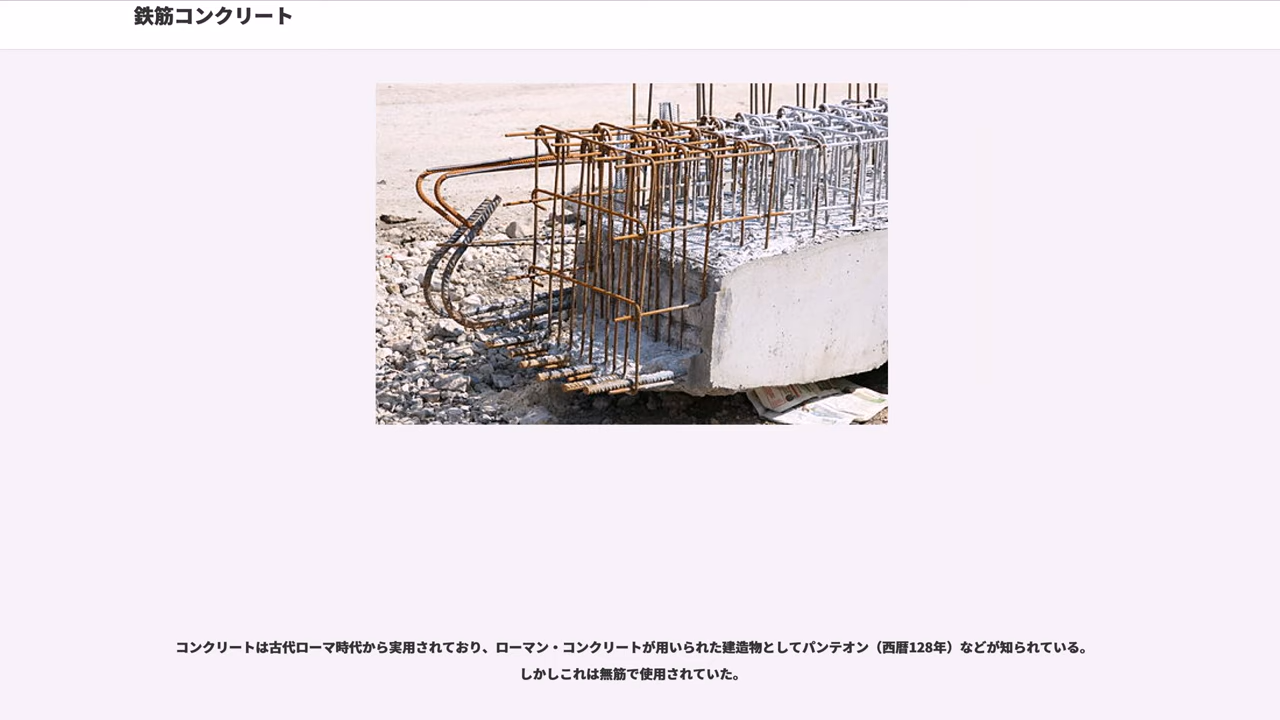 鉄筋コンクリート
コンクリートは古代ローマ時代から実用されており、ローマン・コンクリートが用いられた建造物としてパンテオン（西暦128年）などが知られている。
しかしこれは無筋で使用されていた。